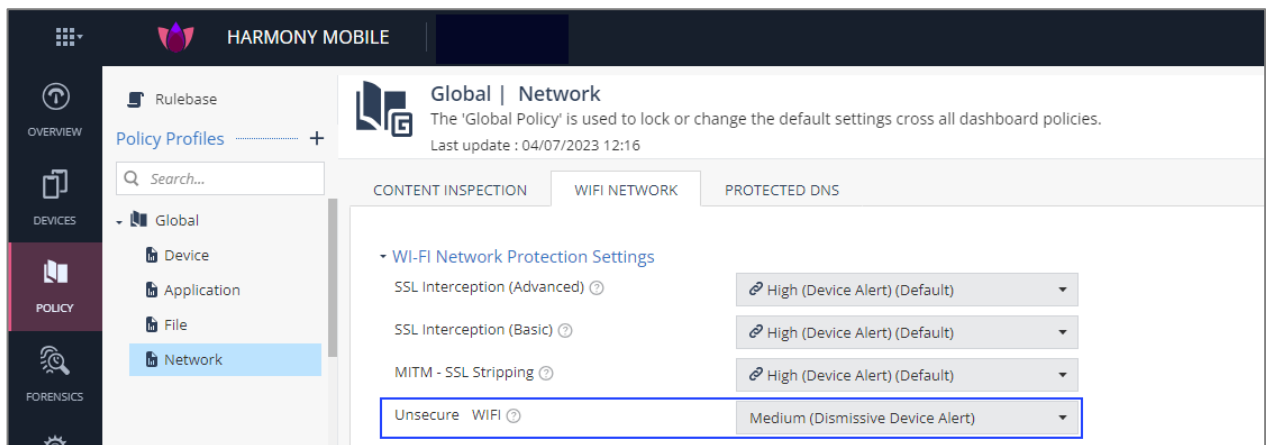 HARMONY MOBILE
OVERVIEW
DEVICES
POLICY
FORENSICS
Rulebase
Policy Profiles
Search...
Global
Device
Application
File
Network
Global | Network
The 'Global Policy' is used to lock or change the default settings cross all dashboard policies.
Last update : 04/07/2023 12:16
CONTENT INSPECTION WIFI NETWORK PROTECTED DNS
WI-FI Network Protection Settings
SSL Interception (Advanced) High (Device Alert) (Default)
SSL Interception (Basic) High (Device Alert) (Default)
MITM - SSL Stripping High (Device Alert) (Default)
Unsecure WIFI Medium (Dismissive Device Alert)